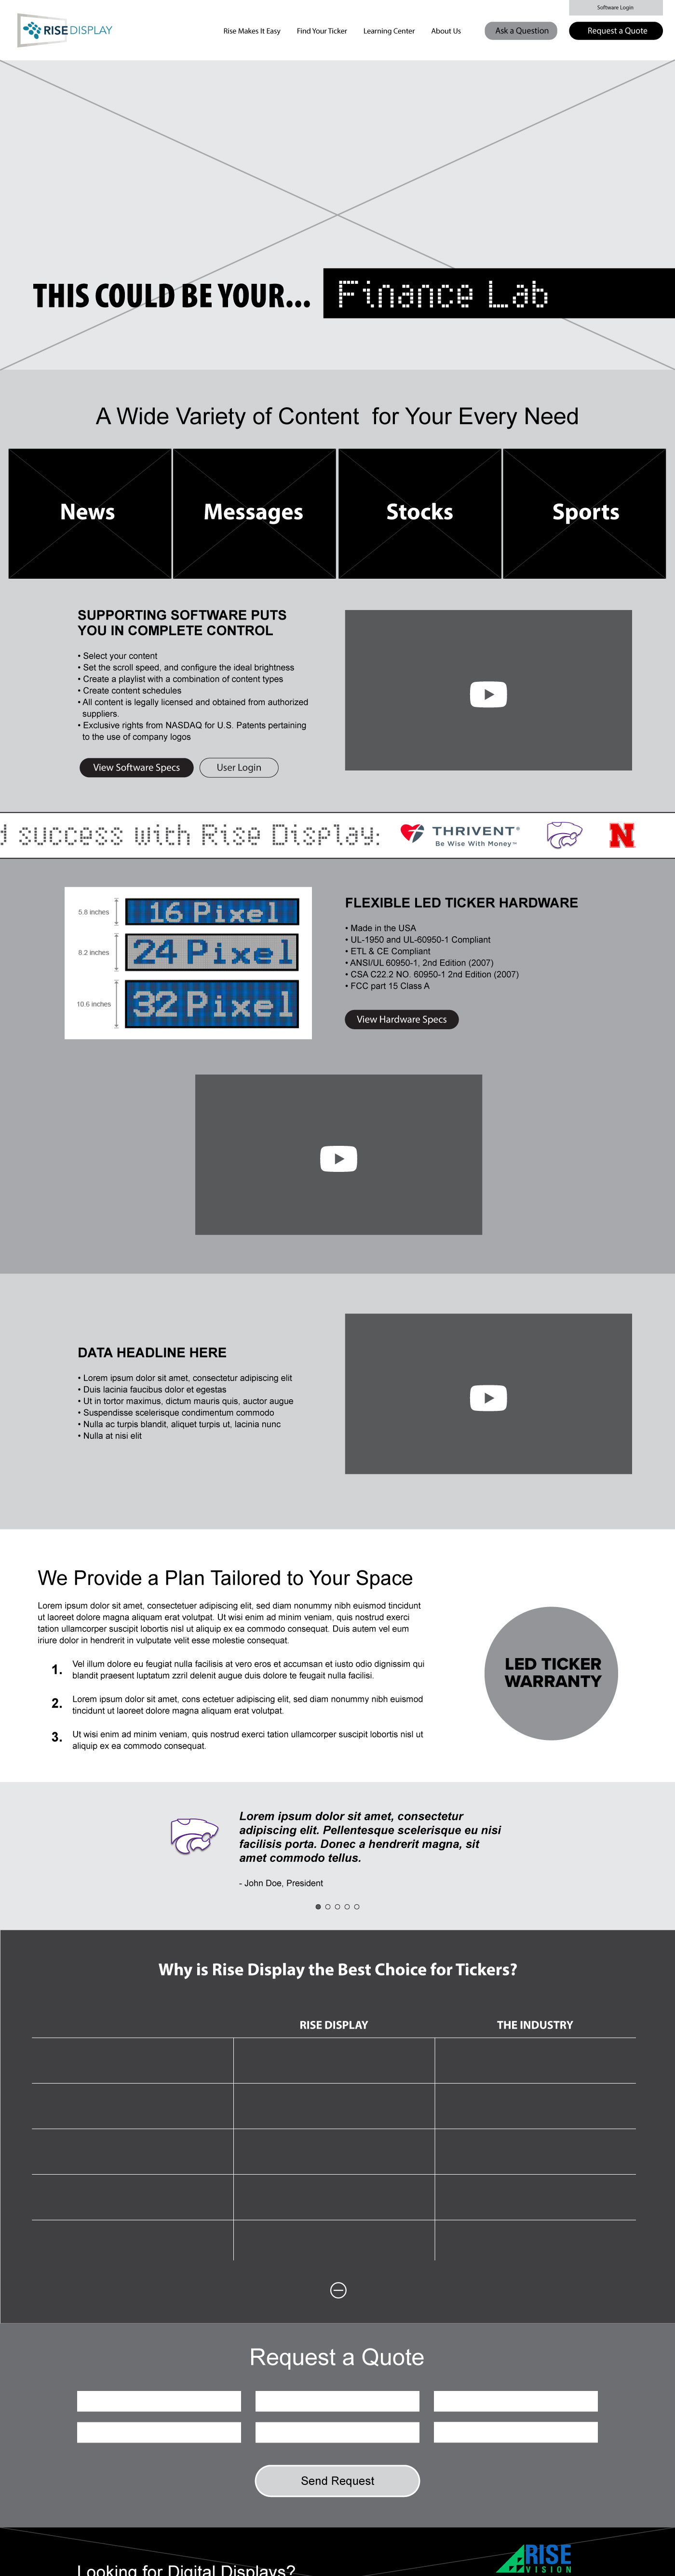 Software Login
RISE DISPLAY
Rise Makes It Easy
Find Your Ticker
Learning Center
About Us
Ask a Question
Request a Quote
THIS COULD BE YOUR...
Finance Lab
A Wide Variety of Content for Your Every Need
News
Messages
Stocks
Sports
SUPPORTING SOFTWARE PUTS
YOU IN COMPLETE CONTROL
• Select your content
• Set the scroll speed, and configure the ideal brightness
• Create a playlist with a combination of content types
• Create content schedules
• All content is legally licensed and obtained from authorized
suppliers.
• Exclusive rights from NASDAQ for U.S. Patents pertaining
to the use of company logos
View Software Specs
User Login
d success with Rise Display:
THRIVENT®
Be Wise With Money℠
N
5.8 inches
16 Pixel
8.2 inches
24 Pixel
10.6 inches
32 Pixel
FLEXIBLE LED TICKER HARDWARE
• Made in the USA
• UL-1950 and UL-60950-1 Compliant
• ETL & CE Compliant
• ANSI/UL 60950-1, 2nd Edition (2007)
• CSA C22.2 NO. 60950-1 2nd Edition (2007)
• FCC part 15 Class A
View Hardware Specs
DATA HEADLINE HERE
• Lorem ipsum dolor sit amet, consectetur adipiscing elit
• Duis lacinia faucibus dolor et egestas
• Ut in tortor maximus, dictum mauris quis, auctor augue
• Suspendisse scelerisque condimentum commodo
• Nulla ac turpis blandit, aliquet turpis ut, lacinia nunc
• Nulla at nisi elit
We Provide a Plan Tailored to Your Space
Lorem ipsum dolor sit amet, consectetuer adipiscing elit, sed diam nonummy nibh euismod tincidunt
ut laoreet dolore magna aliquam erat volutpat. Ut wisi enim ad minim veniam, quis nostrud exerci
tation ullamcorper suscipit lobortis nisl ut aliquip ex ea commodo consequat. Duis autem vel eum
iriure dolor in hendrerit in vulputate velit esse molestie consequat.
1. Vel illum dolore eu feugiat nulla facilisis at vero eros et accumsan et iusto odio dignissim qui
blandit praesent luptatum zzril delenit augue duis dolore te feugait nulla facilisi.
2. Lorem ipsum dolor sit amet, cons ectetuer adipiscing elit, sed diam nonummy nibh euismod
tincidunt ut laoreet dolore magna aliquam erat volutpat.
3. Ut wisi enim ad minim veniam, quis nostrud exerci tation ullamcorper suscipit lobortis nisl ut
aliquip ex ea commodo consequat.
LED TICKER
WARRANTY
Lorem ipsum dolor sit amet, consectetur
adipiscing elit. Pellentesque scelerisque eu nisi
facilisis porta. Donec a hendrerit magna, sit
amet commodo tellus.
- John Doe, President
Why is Rise Display the Best Choice for Tickers?
RISE DISPLAY
THE INDUSTRY
Request a Quote
Send Request
Looking for Digital Displays?
RISE
VISION